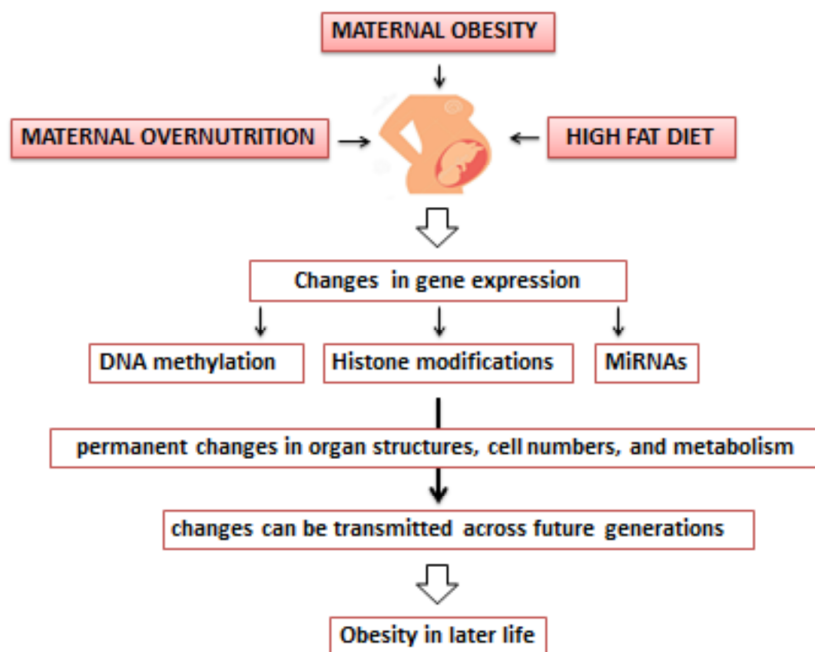 MATERNAL OBESITY
MATERNAL OVERNUTRITION
HIGH FAT DIET
Changes in gene expression
DNA methylation
Histone modifications
MiRNAs
permanent changes in organ structures, cell numbers, and metabolism
changes can be transmitted across future generations
Obesity in later life